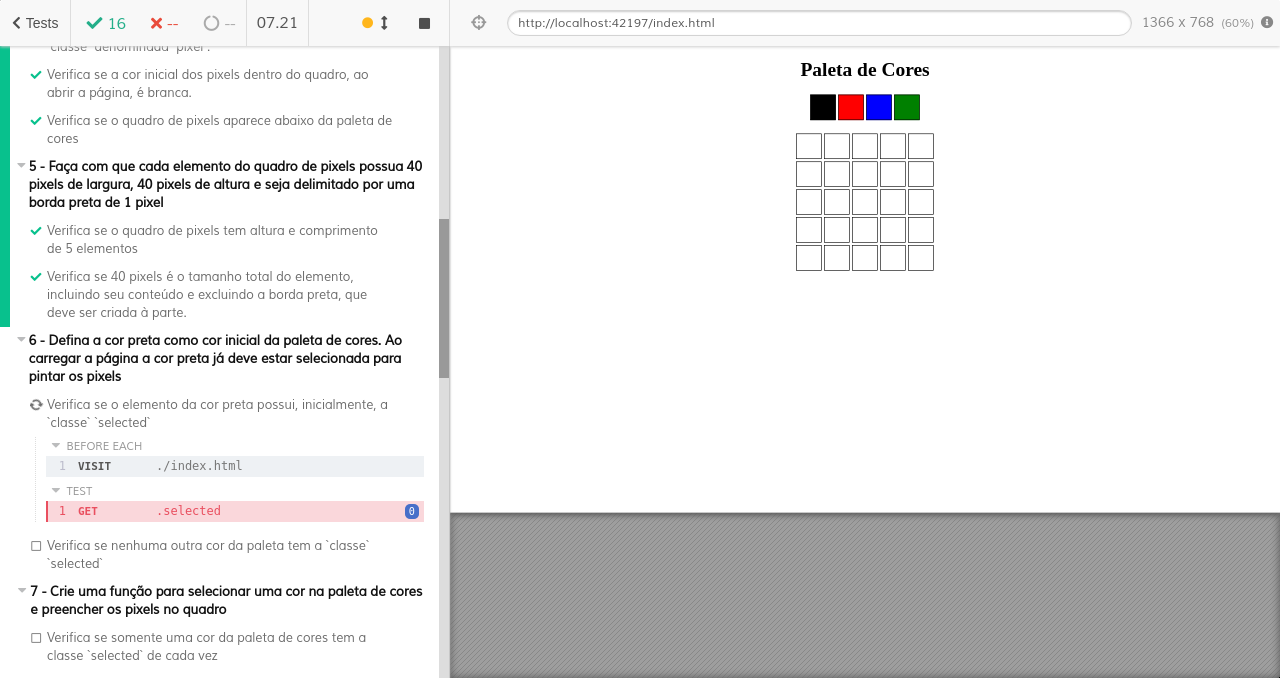 Tests
16
--
--
07.21
http://localhost:42197/index.html
1366 x 768 (60%)
`classe` denominada `pixel`.
Verifica se a cor inicial dos pixels dentro do quadro, ao
abrir a página, é branca.
Verifica se o quadro de pixels aparece abaixo da paleta de
cores
5 - Faça com que cada elemento do quadro de pixels possua 40
pixels de largura, 40 pixels de altura e seja delimitado por uma
borda preta de 1 pixel
Verifica se o quadro de pixels tem altura e comprimento
de 5 elementos
Verifica se 40 pixels é o tamanho total do elemento,
incluindo seu conteúdo e excluindo a borda preta, que
deve ser criada à parte.
6 - Defina a cor preta como cor inicial da paleta de cores. Ao
carregar a página a cor preta já deve estar selecionada para
pintar os pixels
Verifica se o elemento da cor preta possui, inicialmente, a
`classe` `selected`
BEFORE EACH
1 VISIT ./index.html
TEST
1 GET .selected 0
Verifica se nenhuma outra cor da paleta tem a `classe`
`selected`
7 - Crie uma função para selecionar uma cor na paleta de cores
e preencher os pixels no quadro
Verifica se somente uma cor da paleta de cores tem a
classe `selected` de cada vez
Paleta de Cores